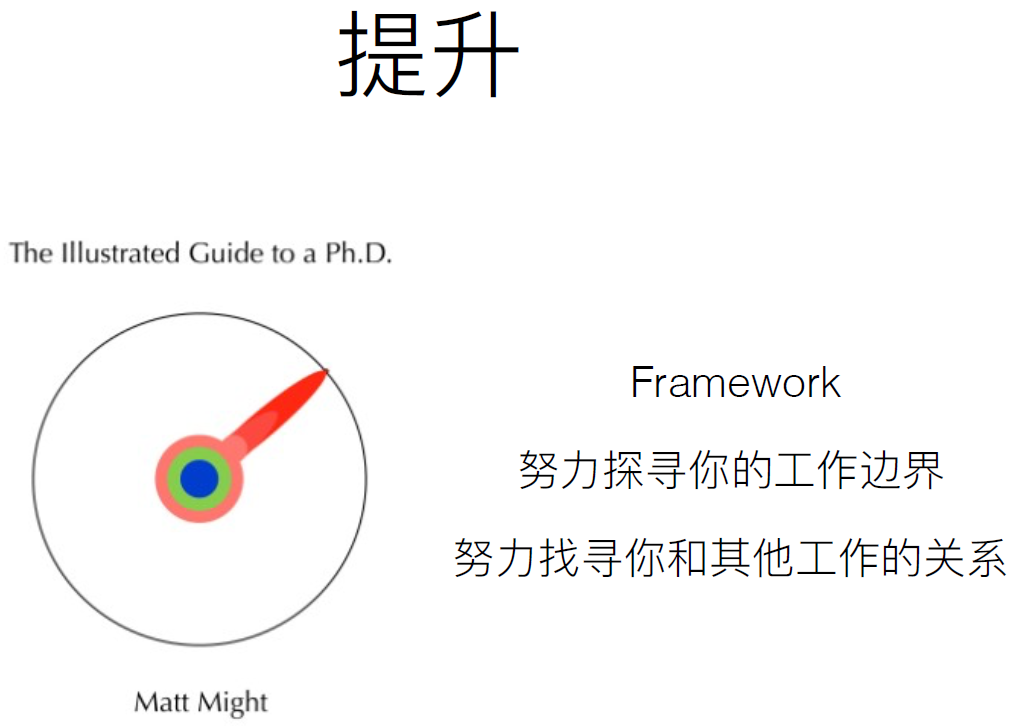 提升
The Illustrated Guide to a Ph.D.
Framework
努力探寻你的工作边界
努力找寻你和其他工作的关系
Matt Might